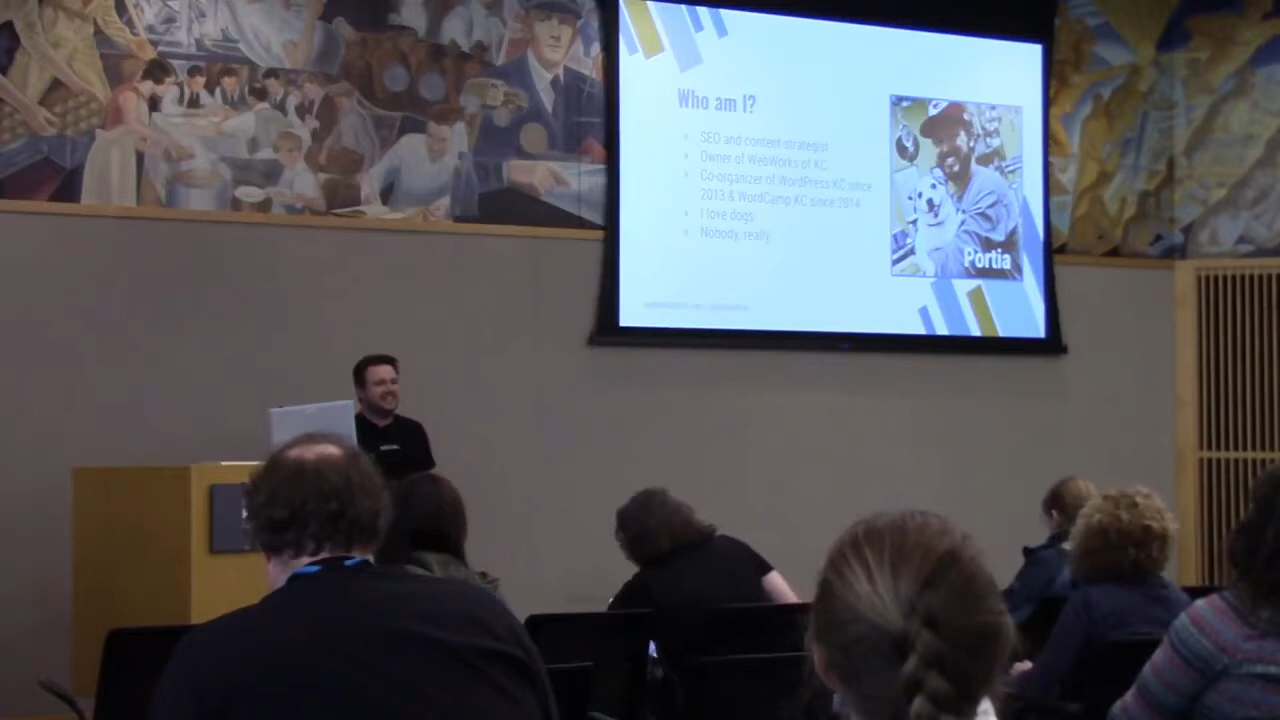 Who am I?
SEO and content strategist
Owner of WebWorks of KC
Co-organizer of WordPress KC since
2013 & WordCamp KC since 2014
I love dogs
Nobody, really
Portia